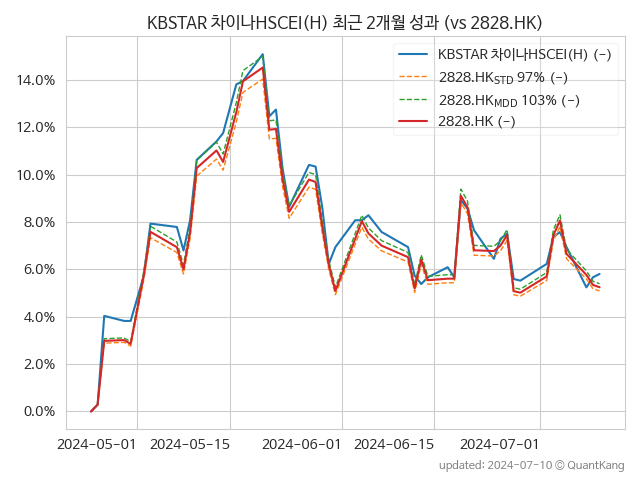 KBSTAR 차이나HSCEI(H) 최근 2개월 성과 (vs 2828.HK)
KBSTAR 차이나HSCEI(H) (-)
2828.HK_STD 97% (-)
2828.HK_MDD 103% (-)
2828.HK (-)
14.0%
12.0%
10.0%
8.0%
6.0%
4.0%
2.0%
0.0%
2024-05-01 2024-05-15 2024-06-01 2024-06-15 2024-07-01
updated: 2024-07-10 © QuantKang